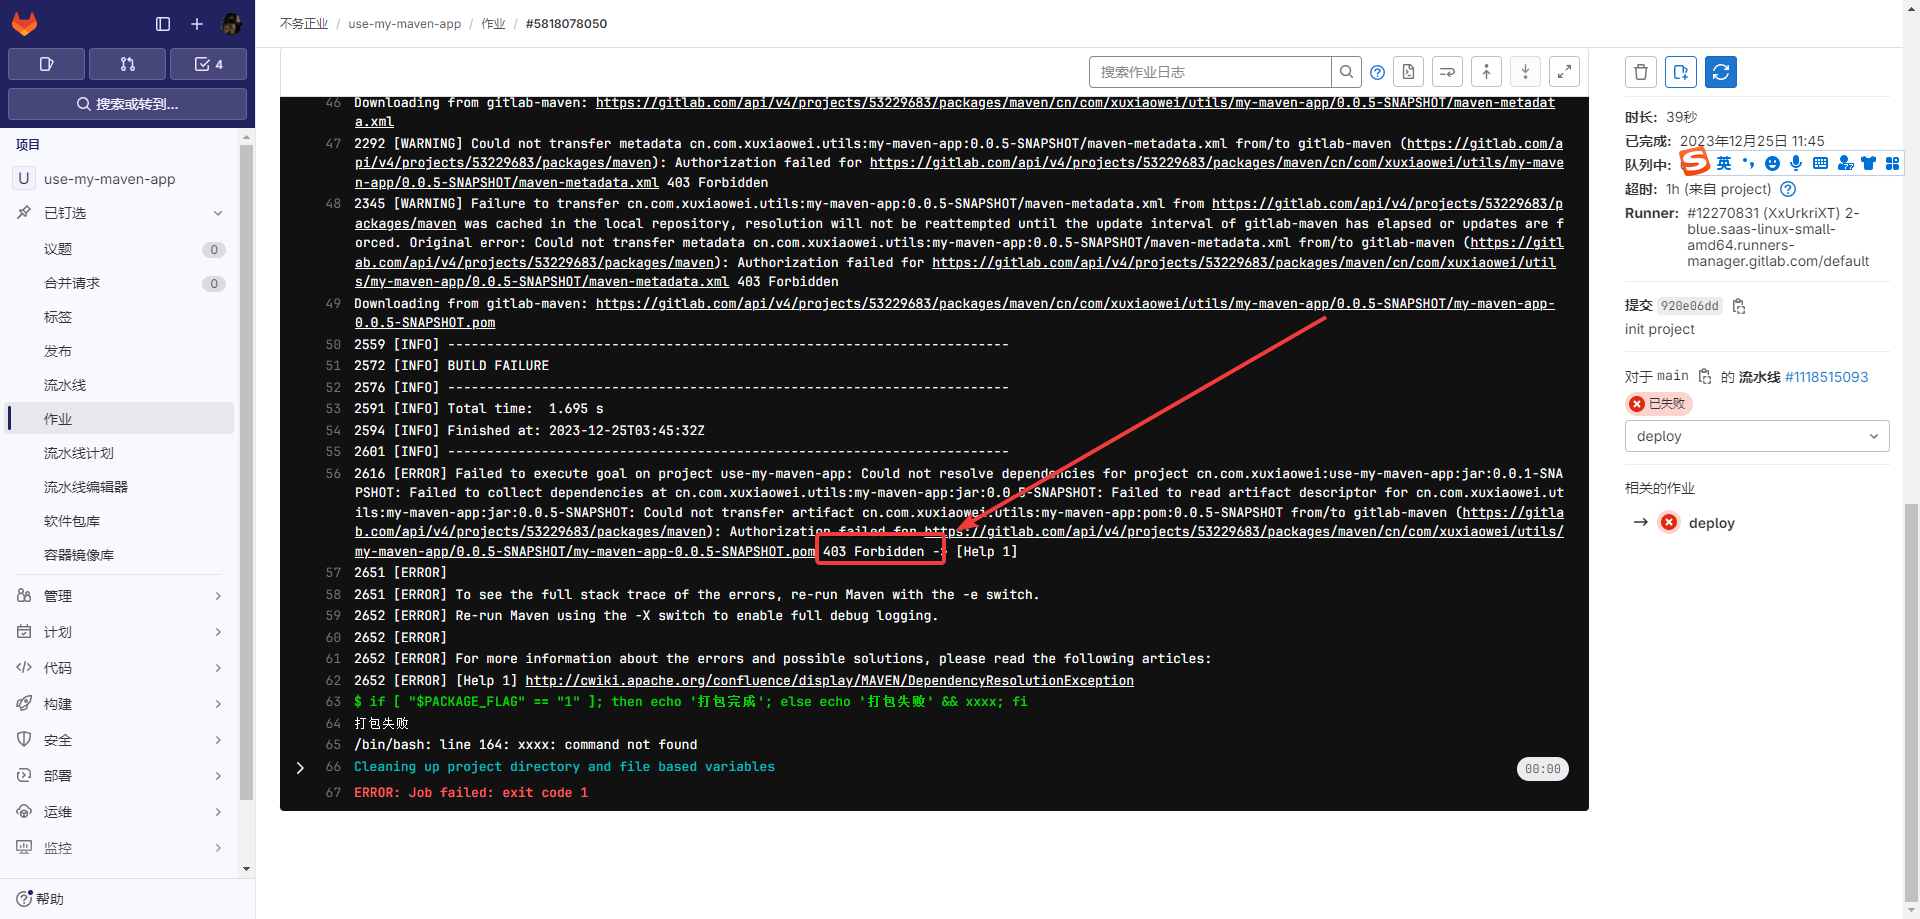 不务正业 / use-my-maven-app / 作业 / #5818078050
4
搜索或转到...
项目
U use-my-maven-app
已钉选
议题 0
合并请求 0
标签
发布
流水线
作业
流水线计划
流水线编辑器
软件包库
容器镜像库
管理
计划
代码
构建
安全
部署
运维
监控
帮助
搜索作业日志
46 Downloading from gitlab-maven: https://gitlab.com/api/v4/projects/53229683/packages/maven/cn/com/xuxiaowei/utils/my-maven-app/0.0.5-SNAPSHOT/maven-metadat
a.xml
47 2292 [WARNING] Could not transfer metadata cn.com.xuxiaowei.utils:my-maven-app:0.0.5-SNAPSHOT/maven-metadata.xml from/to gitlab-maven (https://gitlab.com/a
pi/v4/projects/53229683/packages/maven): Authorization failed for https://gitlab.com/api/v4/projects/53229683/packages/maven/cn/com/xuxiaowei/utils/my-mave
n-app/0.0.5-SNAPSHOT/maven-metadata.xml 403 Forbidden
48 2345 [WARNING] Failure to transfer cn.com.xuxiaowei.utils:my-maven-app:0.0.5-SNAPSHOT/maven-metadata.xml from https://gitlab.com/api/v4/projects/53229683/p
ackages/maven was cached in the local repository, resolution will not be reattempted until the update interval of gitlab-maven has elapsed or updates are f
orced. Original error: Could not transfer metadata cn.com.xuxiaowei.utils:my-maven-app:0.0.5-SNAPSHOT/maven-metadata.xml from/to gitlab-maven (https://gitl
ab.com/api/v4/projects/53229683/packages/maven): Authorization failed for https://gitlab.com/api/v4/projects/53229683/packages/maven/cn/com/xuxiaowei/util
s/my-maven-app/0.0.5-SNAPSHOT/maven-metadata.xml 403 Forbidden
49 Downloading from gitlab-maven: https://gitlab.com/api/v4/projects/53229683/packages/maven/cn/com/xuxiaowei/utils/my-maven-app/0.0.5-SNAPSHOT/my-maven-app-
0.0.5-SNAPSHOT.pom
50 2559 [INFO] ------------------------------------------------------------------------
51 2572 [INFO] BUILD FAILURE
52 2576 [INFO] ------------------------------------------------------------------------
53 2591 [INFO] Total time:  1.695 s
54 2594 [INFO] Finished at: 2023-12-25T03:45:32Z
55 2601 [INFO] ------------------------------------------------------------------------
56 2616 [ERROR] Failed to execute goal on project use-my-maven-app: Could not resolve dependencies for project cn.com.xuxiaowei:use-my-maven-app:jar:0.0.1-SNA
PSHOT: Failed to collect dependencies at cn.com.xuxiaowei.utils:my-maven-app:jar:0.0.5-SNAPSHOT: Failed to read artifact descriptor for cn.com.xuxiaowei.ut
ils:my-maven-app:jar:0.0.5-SNAPSHOT: Could not transfer artifact cn.com.xuxiaowei.utils:my-maven-app:pom:0.0.5-SNAPSHOT from/to gitlab-maven (https://gitla
b.com/api/v4/projects/53229683/packages/maven): Authorization failed for https://gitlab.com/api/v4/projects/53229683/packages/maven/cn/com/xuxiaowei/utils/
my-maven-app/0.0.5-SNAPSHOT/my-maven-app-0.0.5-SNAPSHOT.pom 403 Forbidden -> [Help 1]
57 2651 [ERROR]
58 2651 [ERROR] To see the full stack trace of the errors, re-run Maven with the -e switch.
59 2652 [ERROR] Re-run Maven using the -X switch to enable full debug logging.
60 2652 [ERROR]
61 2652 [ERROR] For more information about the errors and possible solutions, please read the following articles:
62 2652 [ERROR] [Help 1] http://cwiki.apache.org/confluence/display/MAVEN/DependencyResolutionException
63 $ if [ "$PACKAGE_FLAG" == "1" ]; then echo '打包完成'; else echo '打包失败' && xxxx; fi
64 打包失败
65 /bin/bash: line 164: xxxx: command not found
66 Cleaning up project directory and file based variables 00:00
67 ERROR: Job failed: exit code 1
时长: 39秒
已完成: 2023年12月25日 11:45
队列中:
S 英
超时: 1h (来自 project)
Runner: #12270831 (XxUrkriXT) 2-
blue.saas-linux-small-
amd64.runners-
manager.gitlab.com/default
提交 920e06dd
init project
对于 main 的 流水线 #1118515093
已失败
deploy
相关的作业
deploy